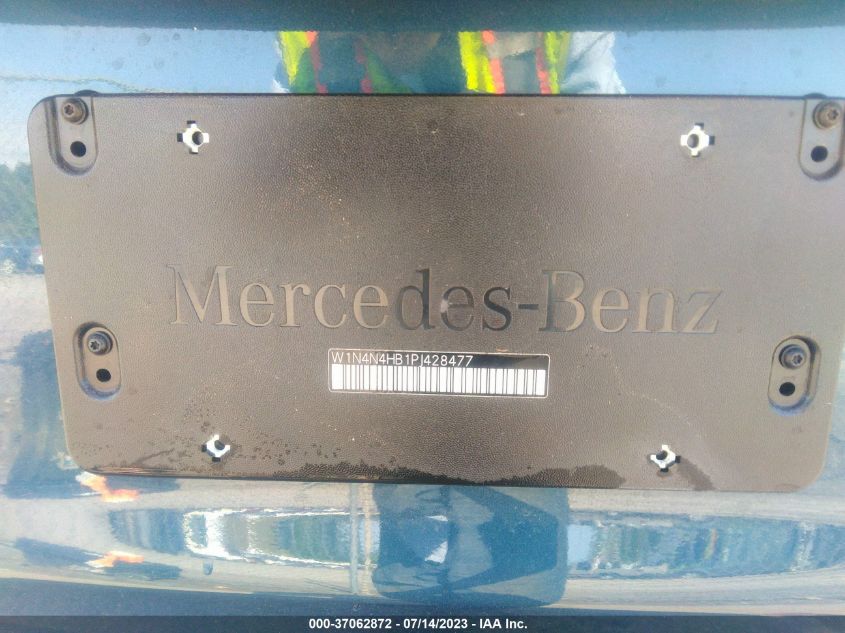 Mercedes-Benz
W1N4N4HB1PJ428477
000-37062872 - 07/14/2023 - IAA Inc.